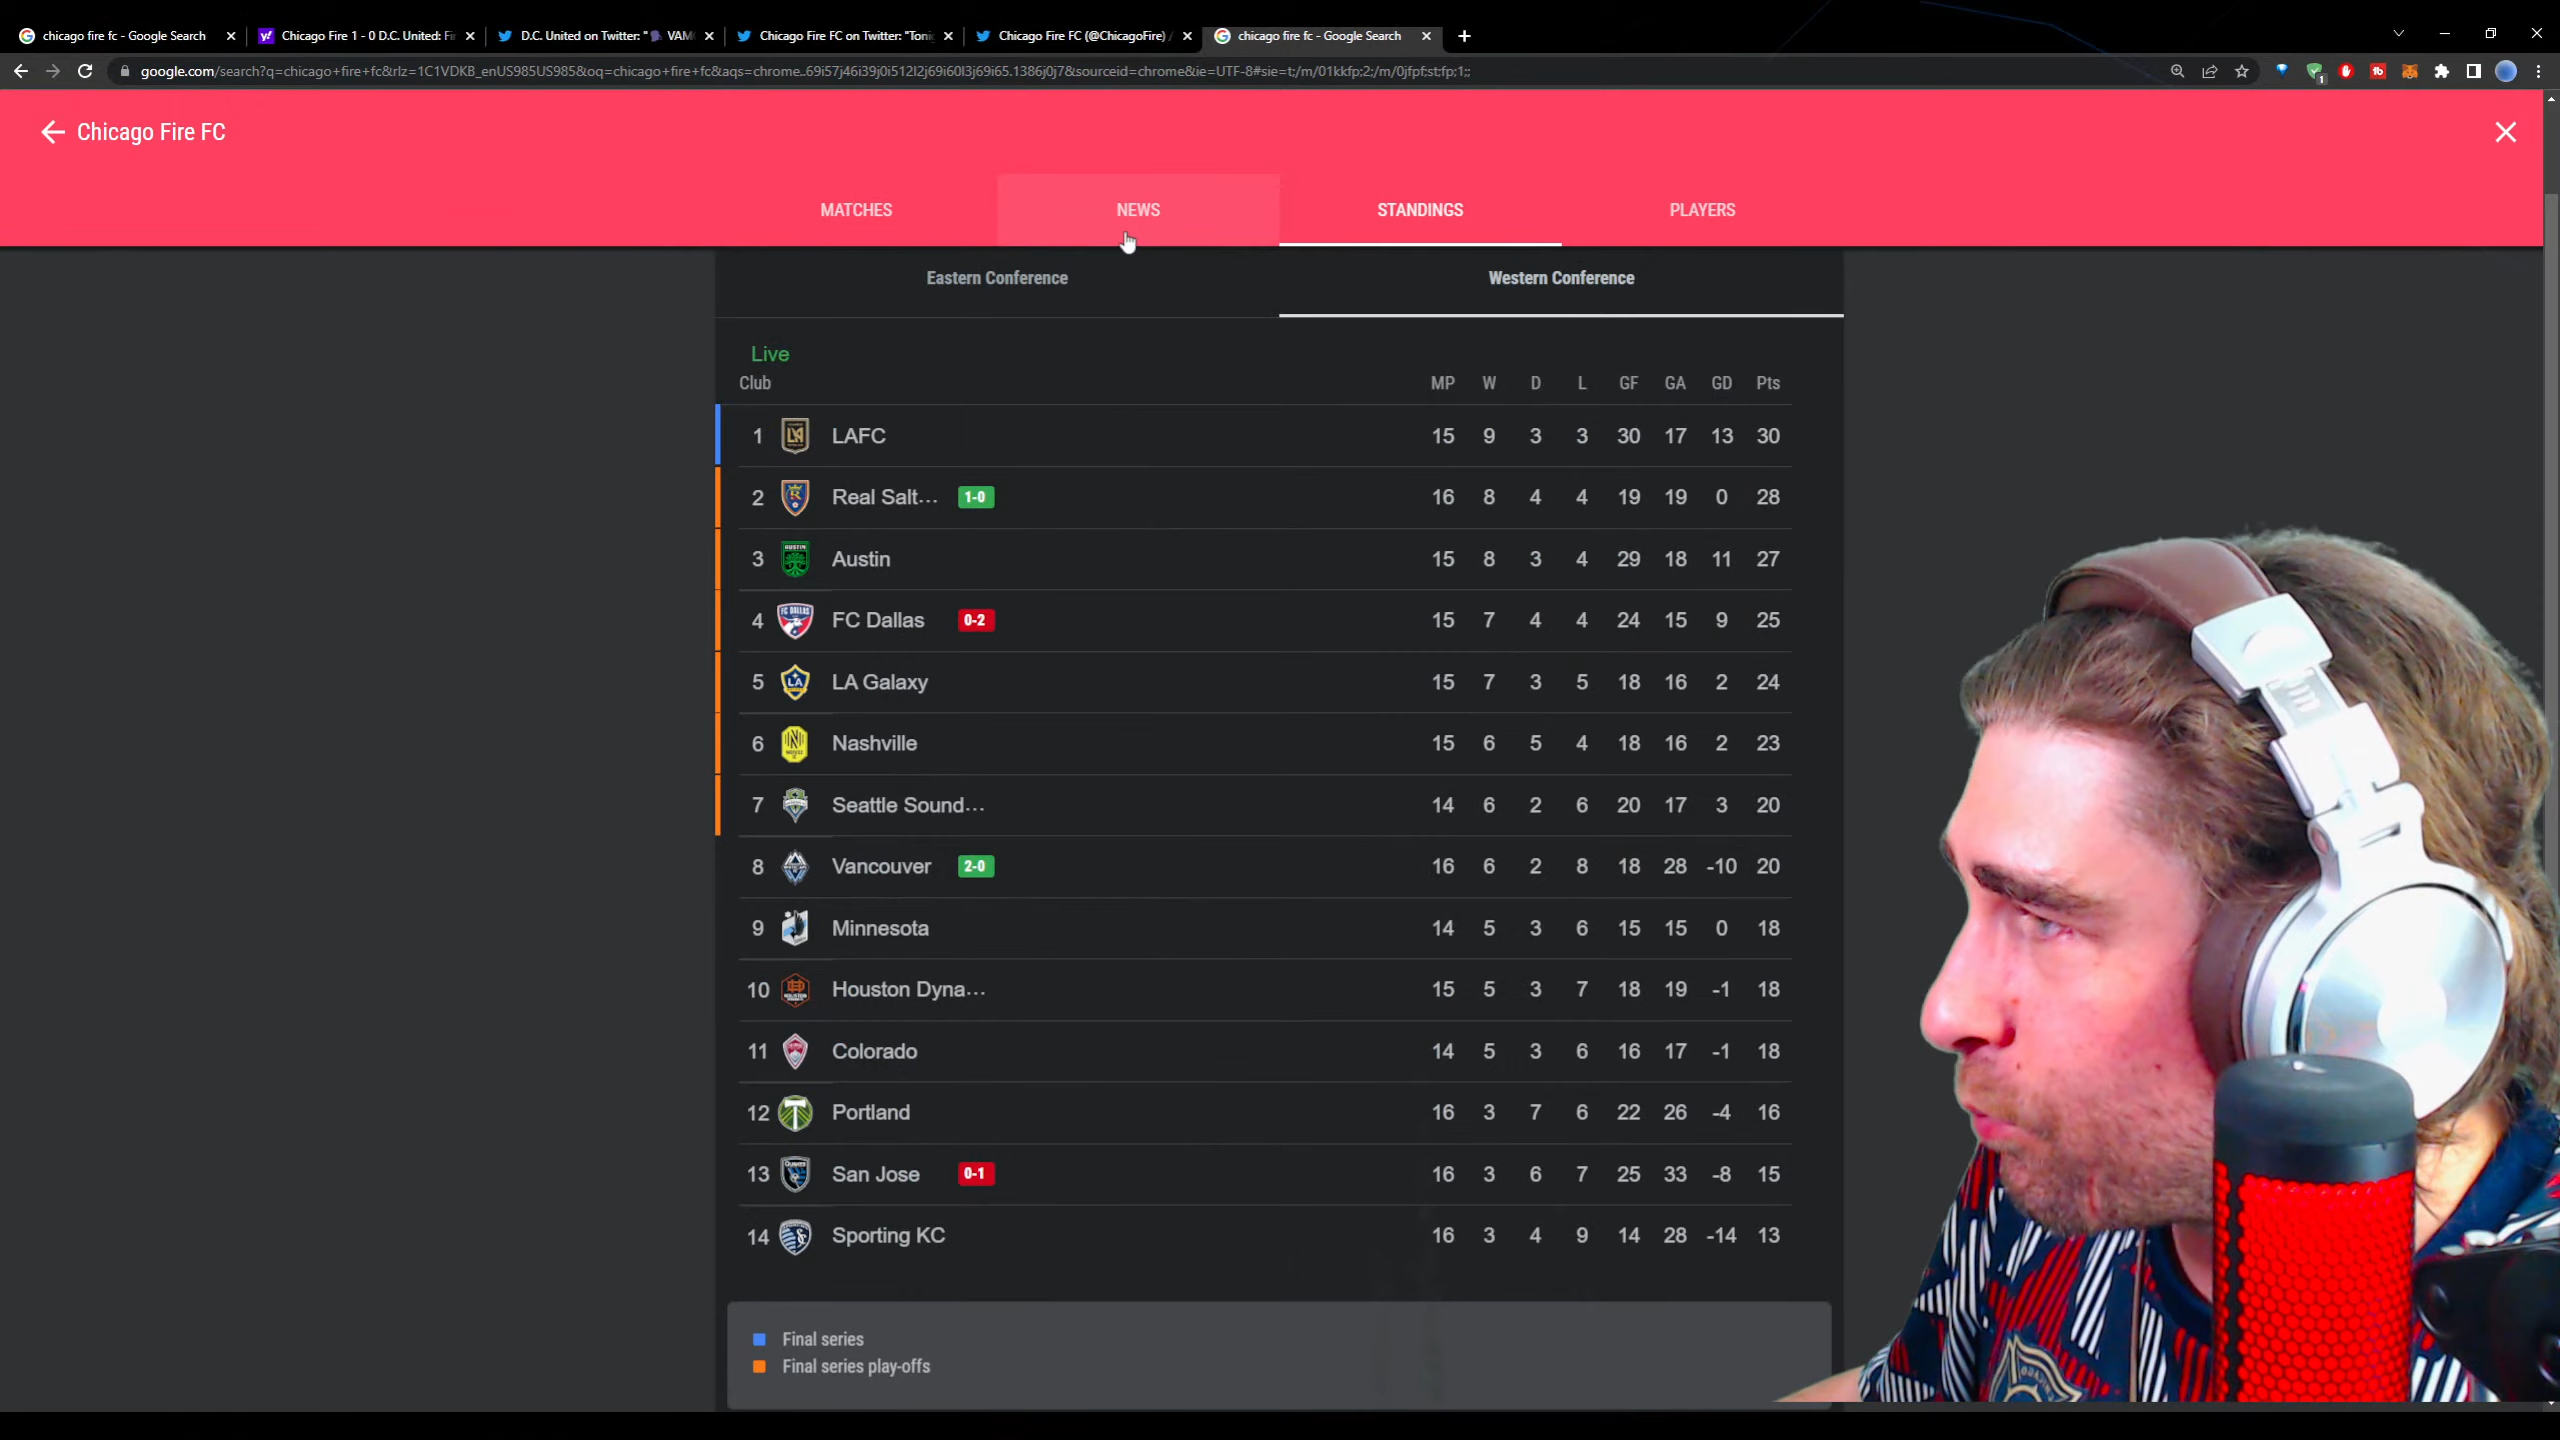 chicago fire fc - Google Search
Chicago Fire 1 - 0 D.C. United: Fir
D.C. United on Twitter: " VAM
Chicago Fire FC on Twitter: "Toni
Chicago Fire FC (@ChicagoFire) /
chicago fire fc - Google Search
google.com/search?q=chicago+fire+fc&rlz=1C1VDKB_enUS985US985&oq=chicago+fire+fc&aqs=chrome..69i57j46i39j0i512l2j69i60l3j69i65.1386j0j7&sourceid=chrome&ie=UTF-8#sie=t;/m/01kkfp;2;/m/0jfpf;st;fp;1;;
Chicago Fire FC
MATCHES NEWS STANDINGS PLAYERS
Eastern Conference Western Conference
Live
Club MP W D L GF GA GD Pts
1 LAFC 15 9 3 3 30 17 13 30
2 Real Salt... 1-0 16 8 4 4 19 19 0 28
3 Austin 15 8 3 4 29 18 11 27
4 FC Dallas 0-2 15 7 4 4 24 15 9 25
5 LA Galaxy 15 7 3 5 18 16 2 24
6 Nashville 15 6 5 4 18 16 2 23
7 Seattle Sound... 14 6 2 6 20 17 3 20
8 Vancouver 2-0 16 6 2 8 18 28 -10 20
9 Minnesota 14 5 3 6 15 15 0 18
10 Houston Dyna... 15 5 3 7 18 19 -1 18
11 Colorado 14 5 3 6 16 17 -1 18
12 Portland 16 3 7 6 22 26 -4 16
13 San Jose 0-1 16 3 6 7 25 33 -8 15
14 Sporting KC 16 3 4 9 14 28 -14 13
Final series
Final series play-offs